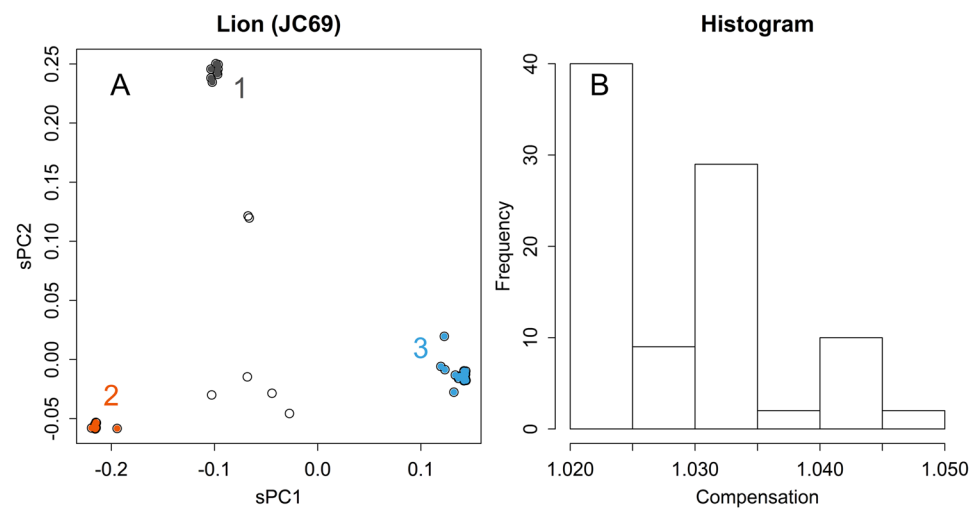 Lion (JC69)
A
1
2
3
0.25
0.20
0.15
0.10
0.05
0.00
-0.05
sPC2
-0.2 -0.1 0.0 0.1
sPC1
Histogram
B
40
30
20
10
0
Frequency
1.020 1.030 1.040 1.050
Compensation